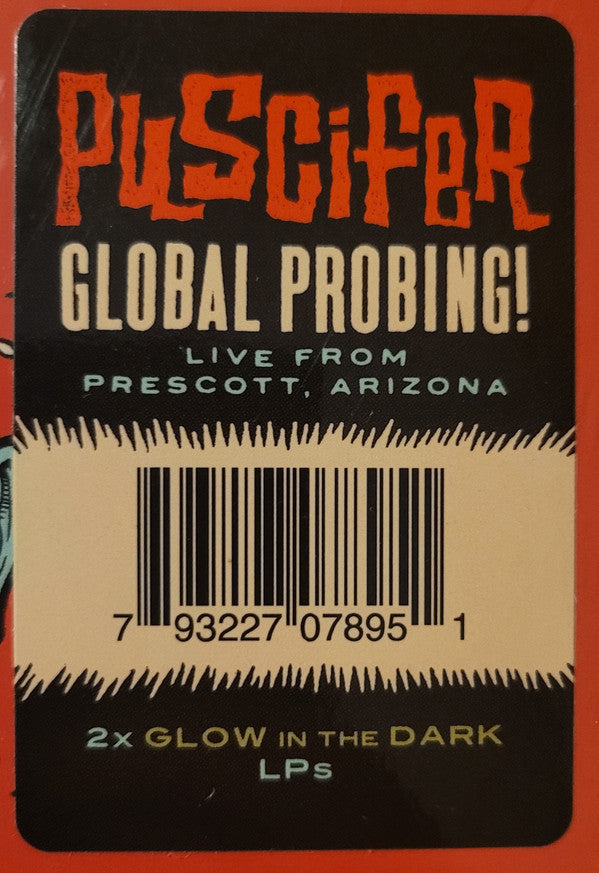 PUSCIFER
GLOBAL PROBING!
LIVE FROM
PRESCOTT, ARIZONA
7 93227 07895 1
2x GLOW IN THE DARK
LPs